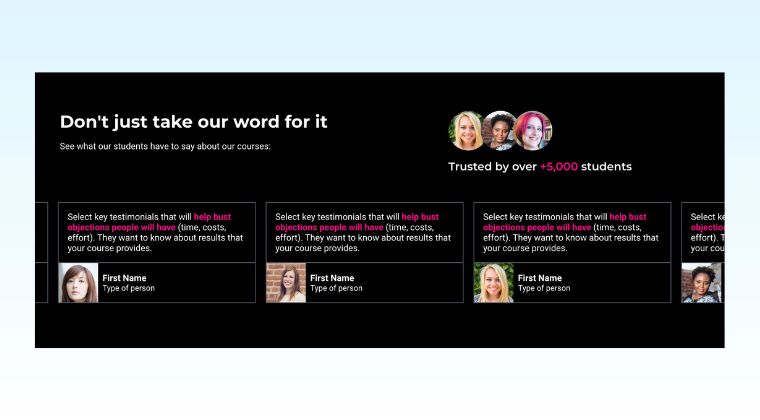 Don't just take our word for it
See what our students have to say about our courses:
Trusted by over +5,000 students
Select key testimonials that will help bust
objections people will have (time, costs,
effort). They want to know about results that
your course provides.
First Name
Type of person
Select key testimonials that will help bust
objections people will have (time, costs,
effort). They want to know about results that
your course provides.
First Name
Type of person
Select key testimonials that will help bust
objections people will have (time, costs,
effort). They want to know about results that
your course provides.
First Name
Type of person
Select
effort). T
your cou